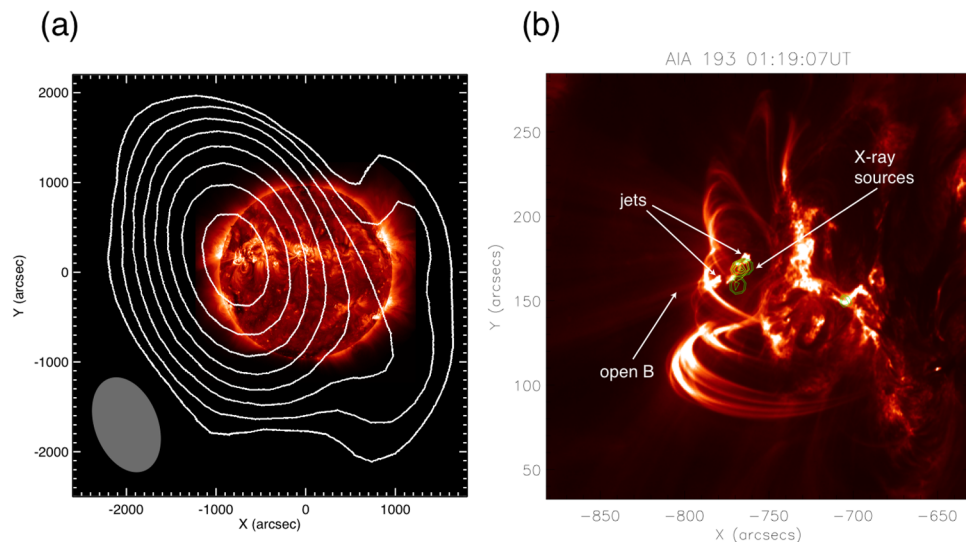 (a)
2000
1000
0
-1000
-2000
Y (arcsec)
-2000
-1000
0
1000
X (arcsec)
(b)
AIA 193 01:19:07UT
250
200
150
100
50
Y (arcsecs)
X-ray
sources
jets
open B
−850
−800
−750
−700
−650
X (arcsecs)